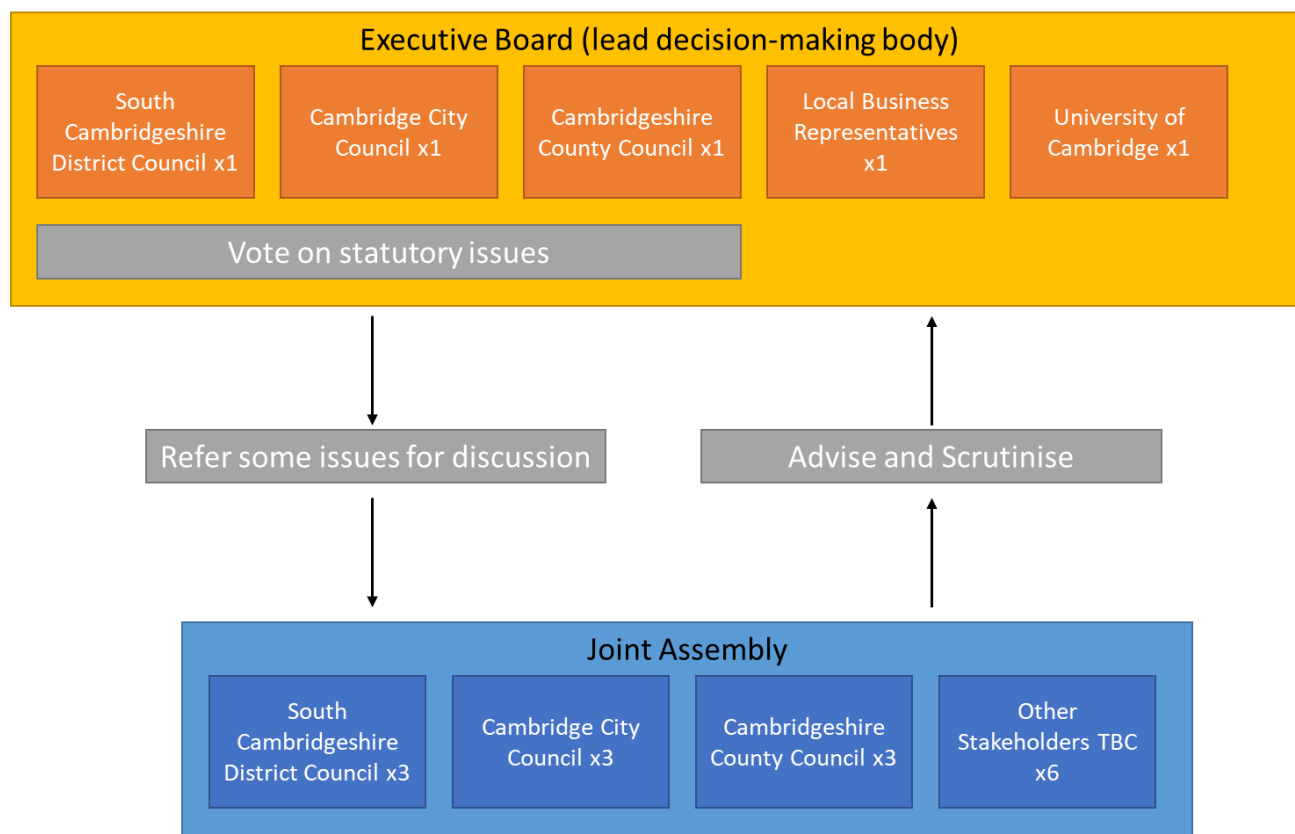 Executive Board (lead decision-making body)
South
Cambridgeshire
District Council x1
Cambridge City
Council x1
Cambridgeshire
County Council x1
Local Business
Representatives
x1
University of
Cambridge x1
Vote on statutory issues
Refer some issues for discussion
Advise and Scrutinise
Joint Assembly
South
Cambridgeshire
District Council x3
Cambridge City
Council x3
Cambridgeshire
County Council x3
Other
Stakeholders TBC
x6